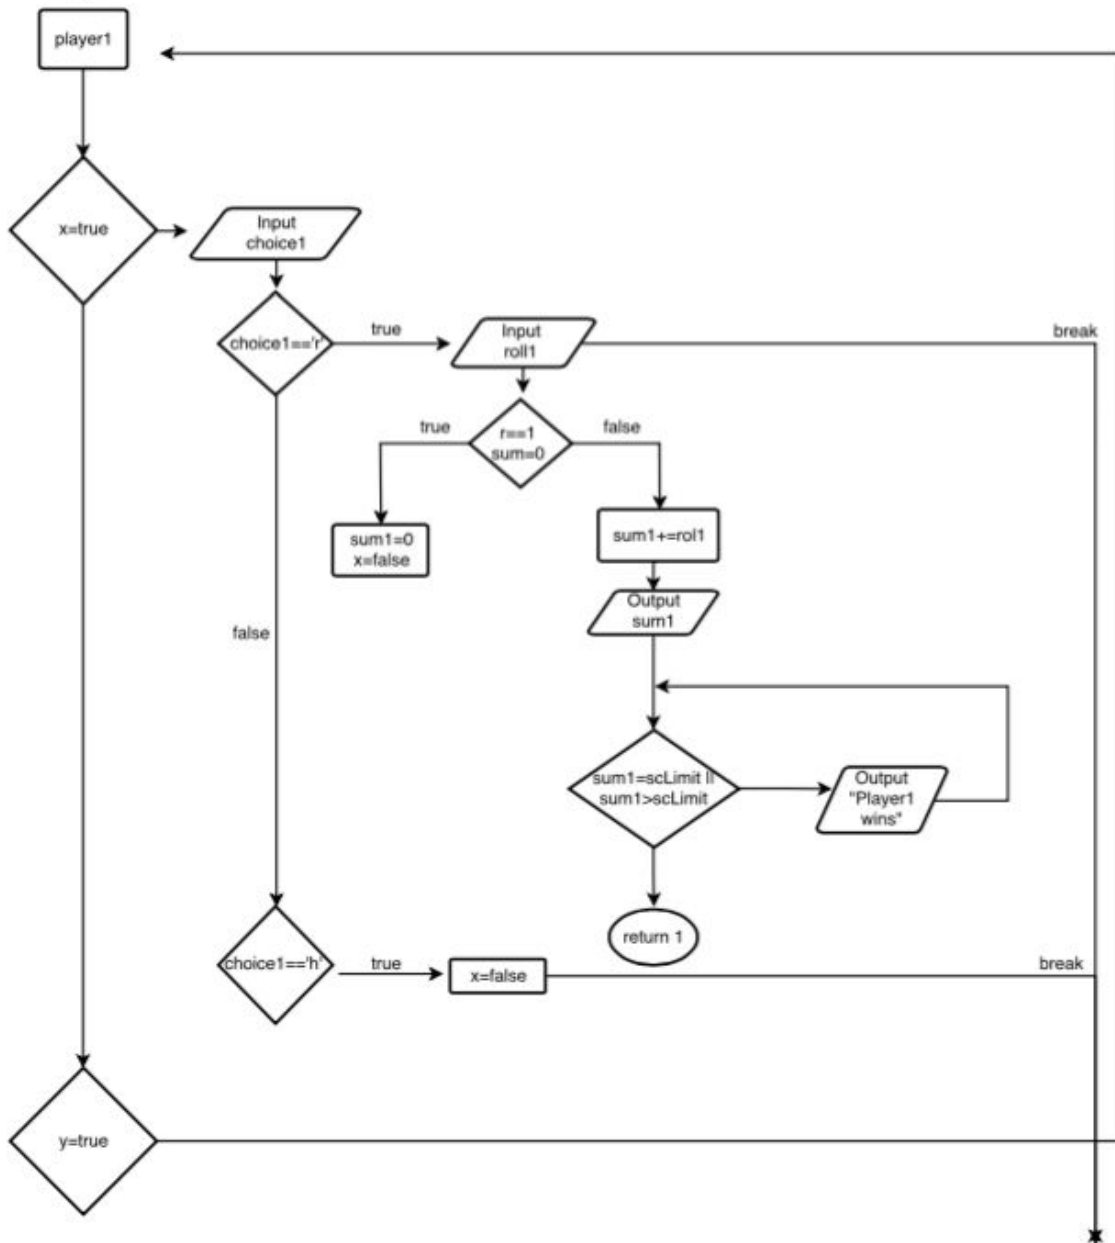 player1
x=true
Input
choice1
choice1=='r'
true
Input
roll1
break
true
r==1
sum=0
false
sum1=0
x=false
sum1+=rol1
Output
sum1
false
sum1=scLimit ||
sum1>scLimit
Output
"Player1
wins"
return 1
choice1=='h'
true
x=false
break
y=true